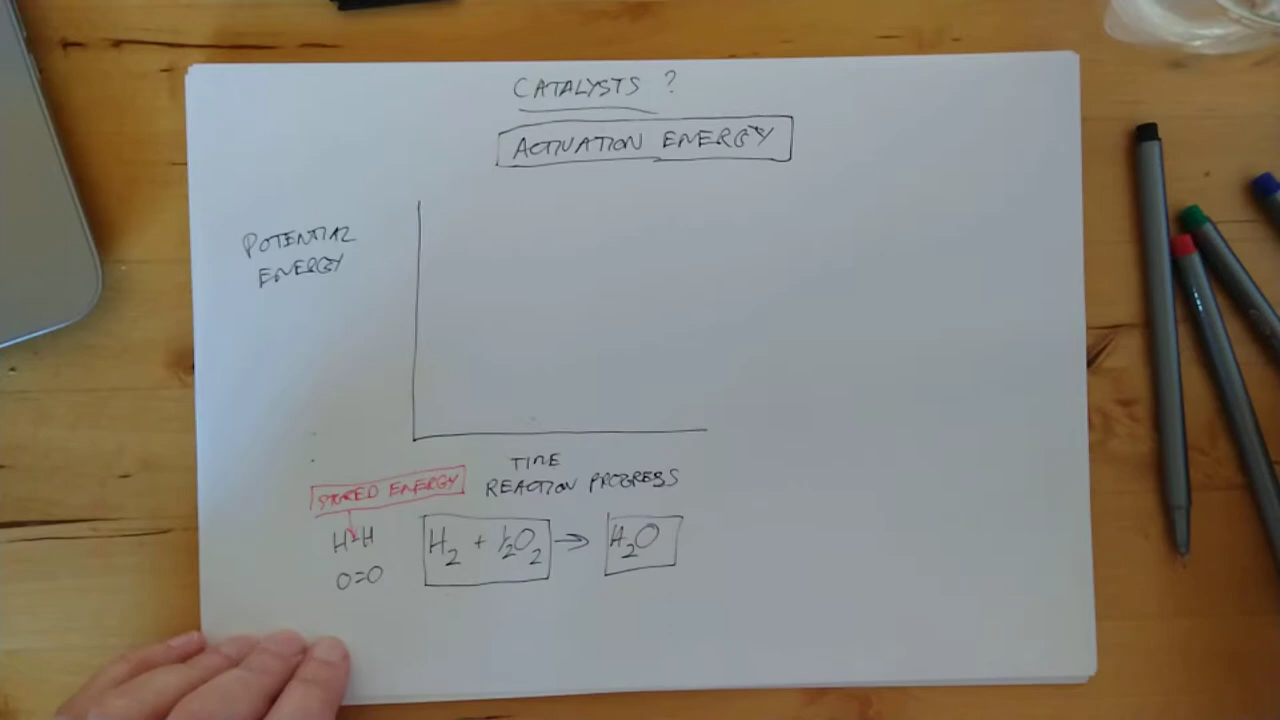 CATALYSTS ?
ACTIVATION ENERGY
POTENTIAL
ENERGY
TIME
REACTION PROGRESS
STORED ENERGY
H-H
O=O
H₂ + ½O₂ → H₂O